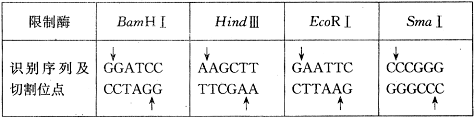 限制酶 BamH Ⅰ Hind Ⅲ EcoR Ⅰ Sma Ⅰ
识别序列及 GGATCC AAGCTT GAATTC CCCGGG
切割位点 CCTAGG TTCGAA CTTAAG GGGCCC